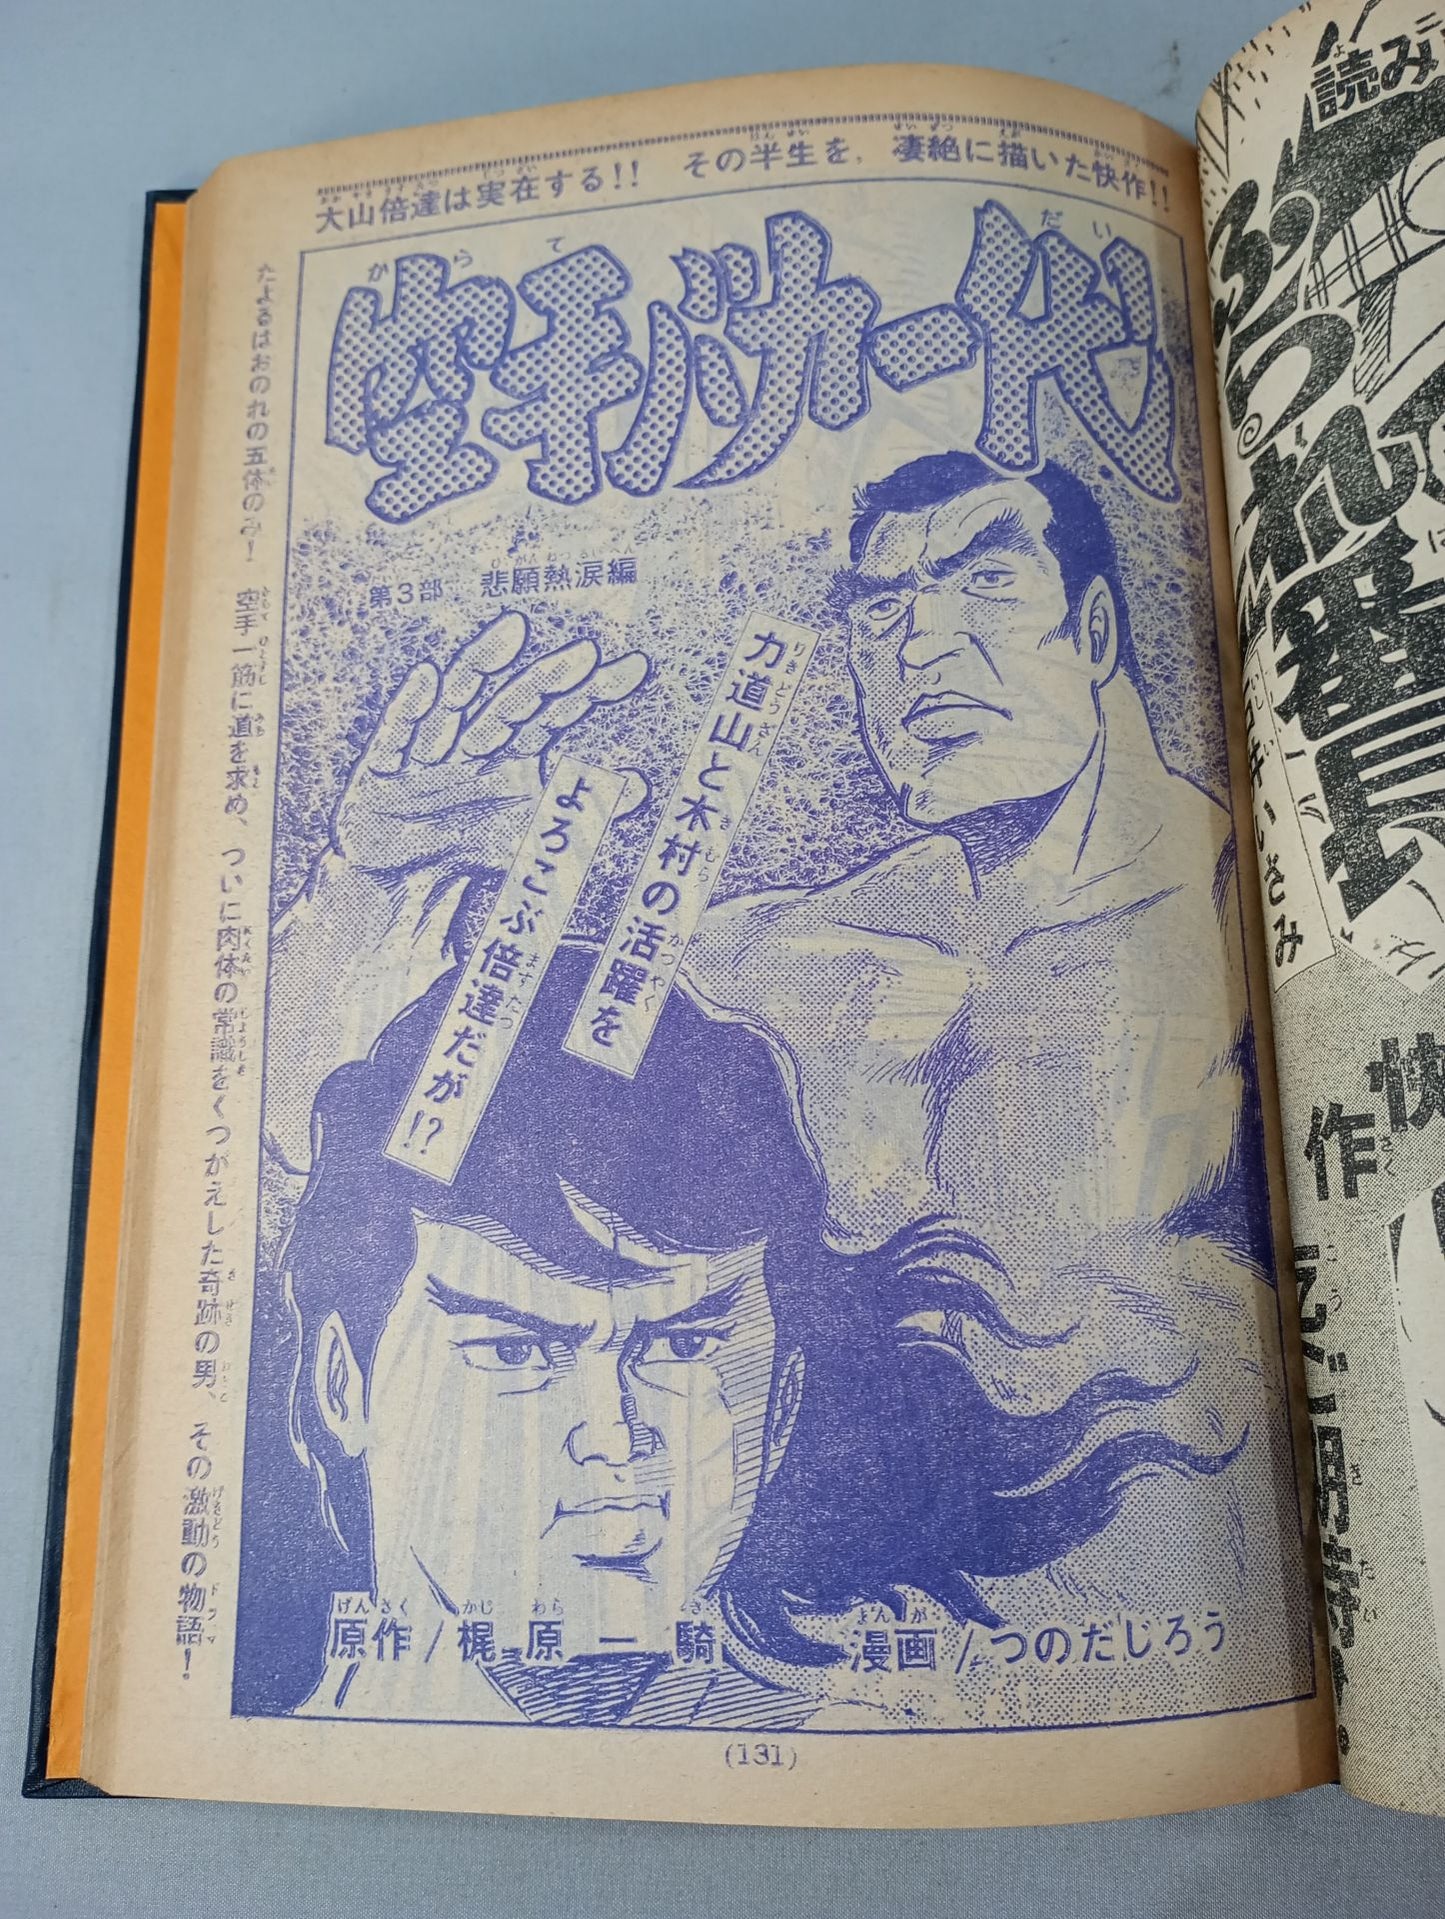 大山倍達は実在する!! その半生を、凄絶に描いた快作!!
空手バカ一代
第3部 悲願熱涙編
力道山と木村の活躍を
よろこぶ倍達だが!?
たよるはおのれの五体のみ! 空手一筋に道を求め、ついに肉体の常識をくつがえした奇跡の男、その激動の物語!
原作/梶原一騎 漫画/つのだじろう
(131)
読み
番長
快
作